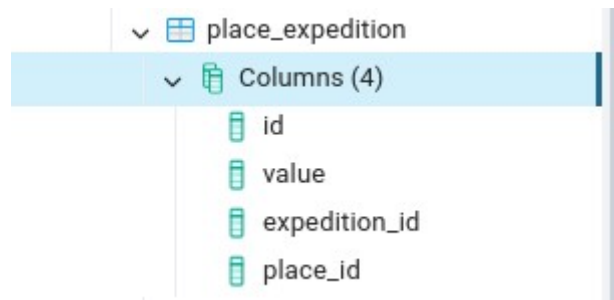 place_expedition
Columns (4)
id
value
expedition_id
place_id